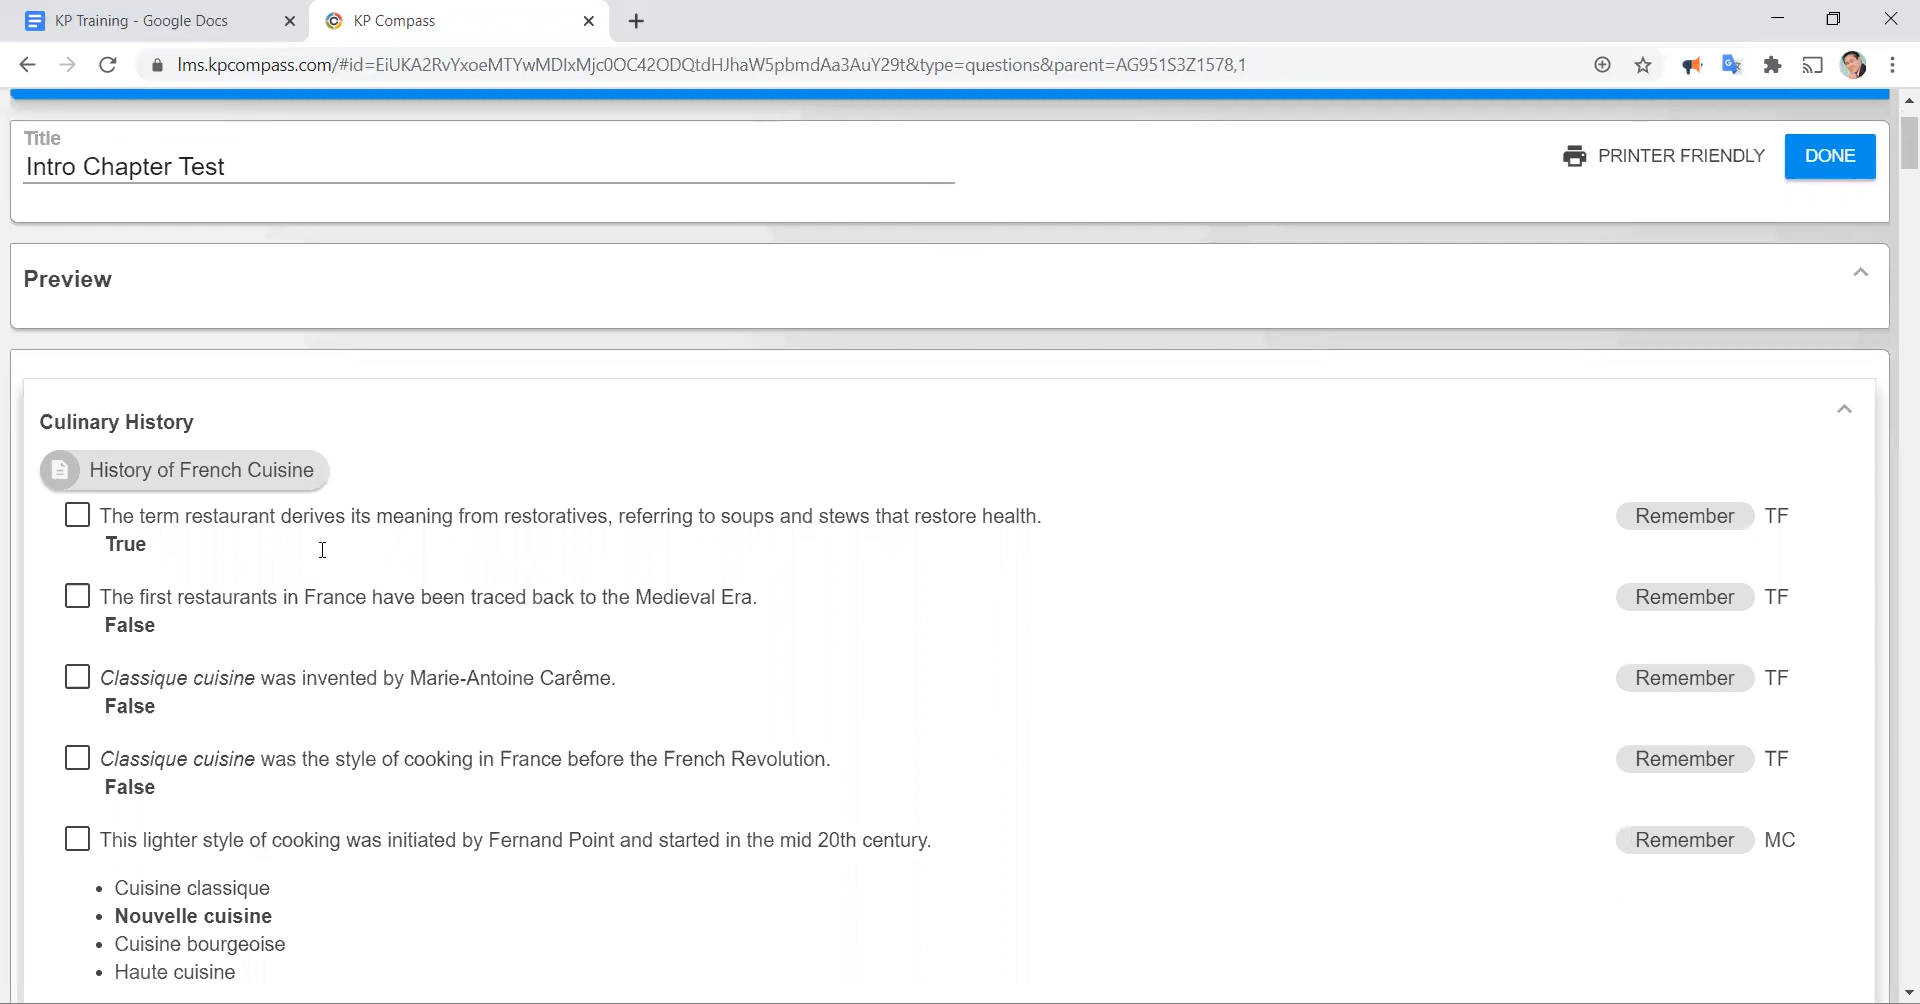 KP Training - Google Docs
KP Compass
lms.kpcompass.com/#id=EiUKA2RvYxoeMTYwMDIxMjc0OC42ODQtdHJhaW5pbmdAa3AuY29t&type=questions&parent=AG951S3Z1578,1
Title
Intro Chapter Test
PRINTER FRIENDLY
DONE
Preview
Culinary History
History of French Cuisine
The term restaurant derives its meaning from restoratives, referring to soups and stews that restore health. Remember TF
True
The first restaurants in France have been traced back to the Medieval Era. Remember TF
False
Classique cuisine was invented by Marie-Antoine Carême. Remember TF
False
Classique cuisine was the style of cooking in France before the French Revolution. Remember TF
False
This lighter style of cooking was initiated by Fernand Point and started in the mid 20th century. Remember MC
• Cuisine classique
• Nouvelle cuisine
• Cuisine bourgeoise
• Haute cuisine